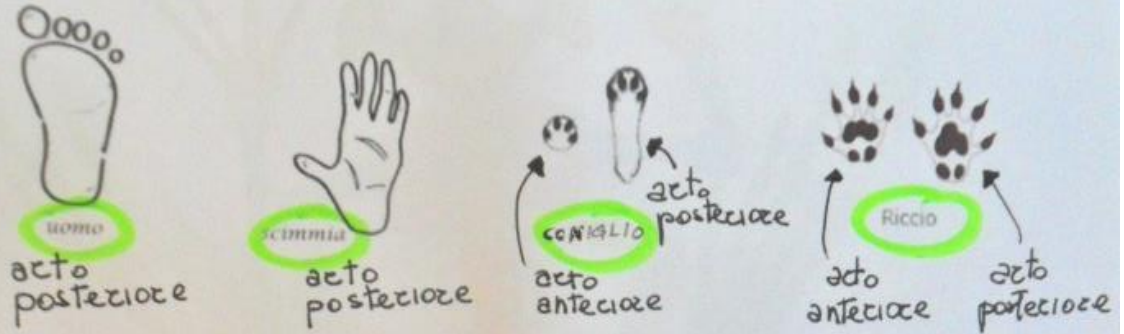 uomo
arto
posteriore
scimmia
arto
posteriore
CONIGLIO
arto
anteriore
arto
posteriore
Riccio
arto
anteriore
arto
posteriore